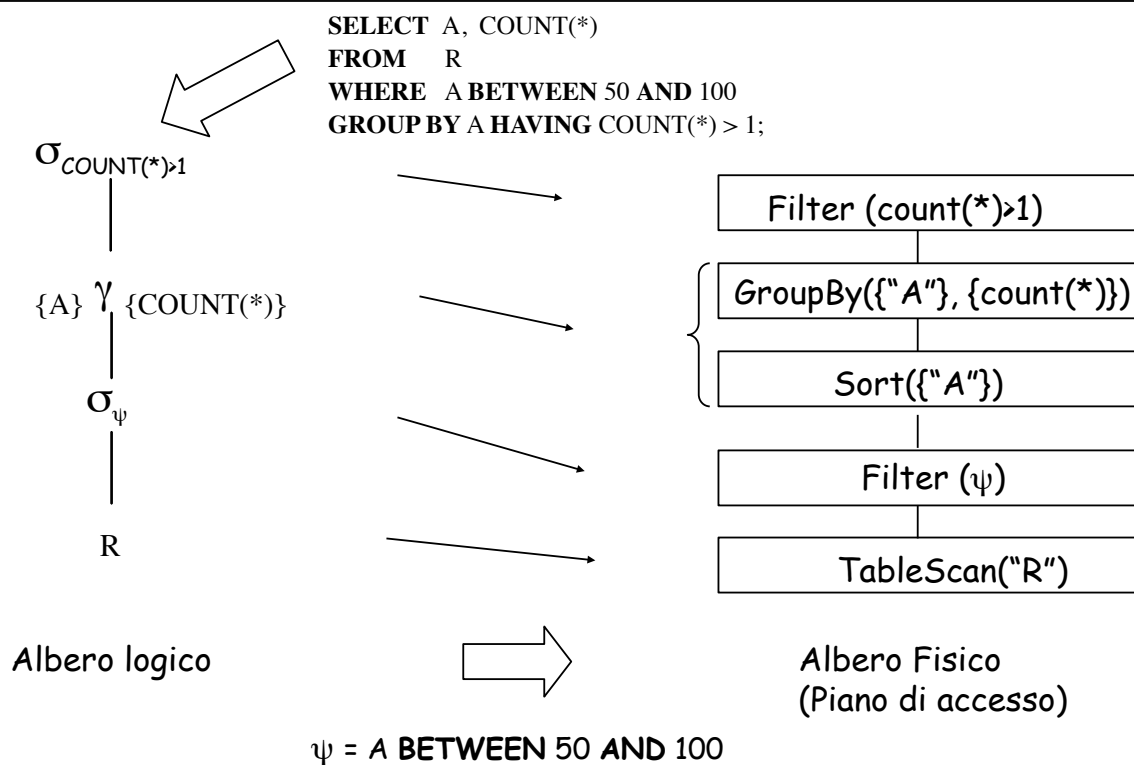 SELECT A, COUNT(*)
FROM R
WHERE A BETWEEN 50 AND 100
GROUP BY A HAVING COUNT(*) > 1;
σCOUNT(*)>1
{A} γ {COUNT(*)}
σψ
R
Filter (count(*)>1)
GroupBy({“A”}, {count(*)})
Sort({“A”})
Filter (ψ)
TableScan(“R”)
Albero logico
Albero Fisico
(Piano di accesso)
ψ = A BETWEEN 50 AND 100